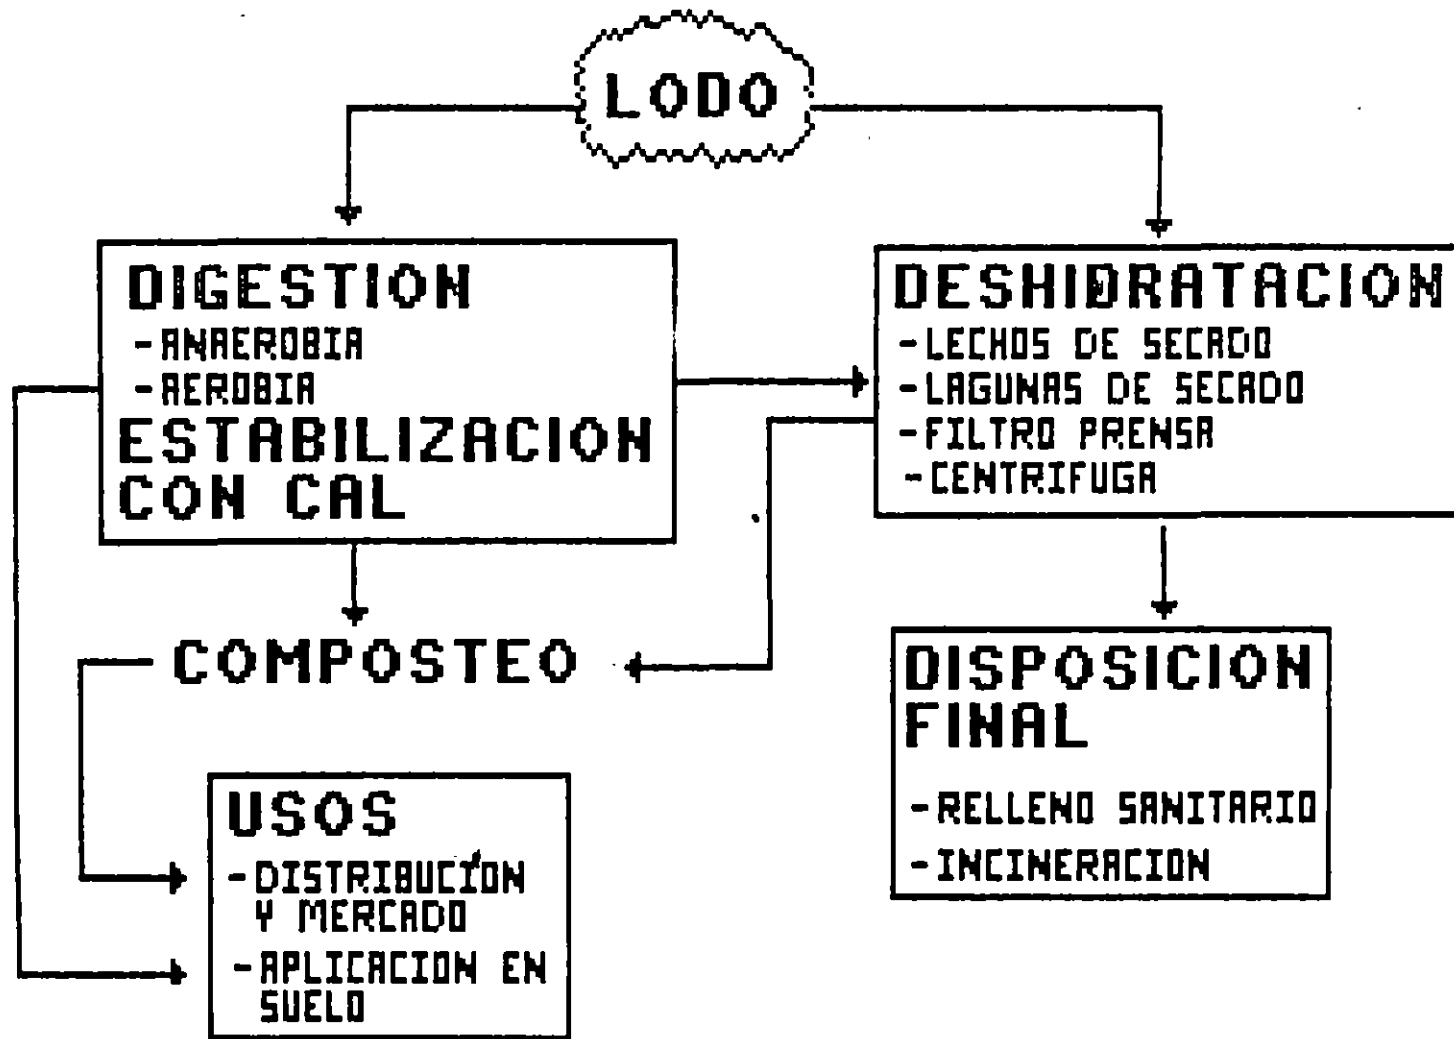 LODO
DIGESTION
-ANAEROBIA
-AEROBIA
ESTABILIZACION
CON CAL
DESHIDRATACION
-LECHOS DE SECADO
-LAGUNAS DE SECADO
-FILTRO PRENSA
-CENTRIFUGA
COMPOSTEO
DISPOSICION
FINAL
-RELLENO SANITARIO
-INCINERACION
USOS
-DISTRIBUCION
Y MERCADO
-APLICACION EN
SUELO